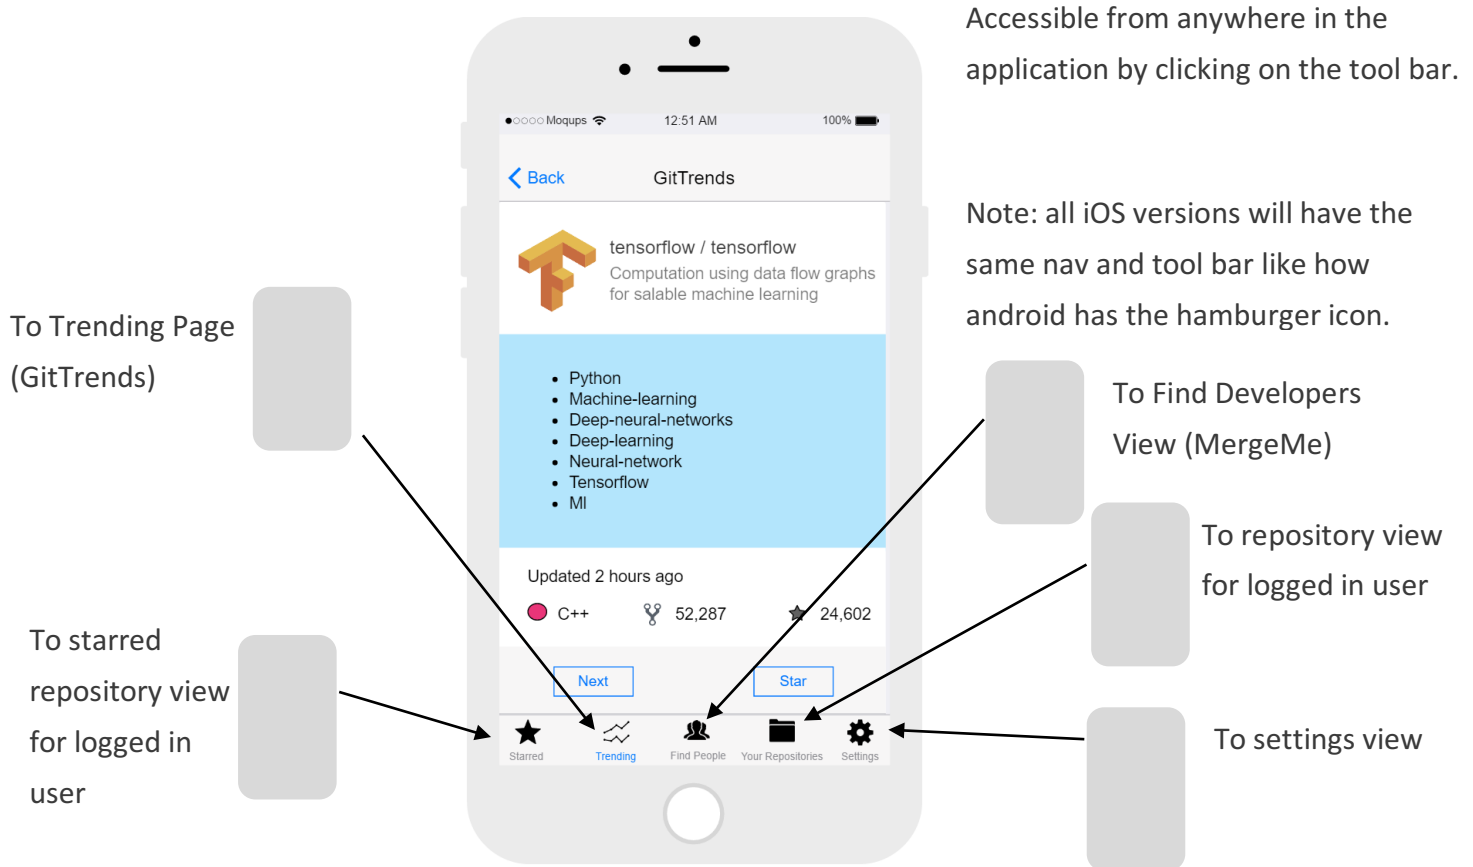 Accessible from anywhere in the
application by clicking on the tool bar.
Moqups
12:51 AM
100%
Back
GitTrends
Note: all iOS versions will have the
same nav and tool bar like how
android has the hamburger icon.
tensorflow / tensorflow
Computation using data flow graphs
for salable machine learning
To Trending Page
(GitTrends)
Python
Machine-learning
Deep-neural-networks
Deep-learning
Neural-network
Tensorflow
Ml
To Find Developers
View (MergeMe)
To repository view
for logged in user
Updated 2 hours ago
C++
52,287
24,602
To starred
repository view
for logged in
user
Next
Star
To settings view
Starred
Trending
Find People
Your Repositories
Settings